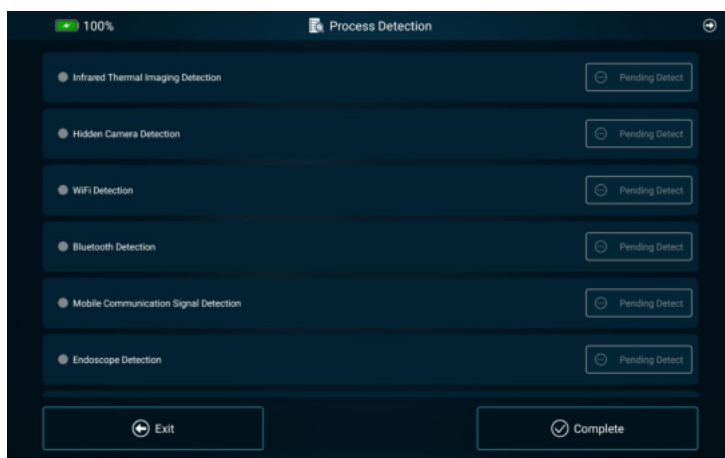 100%
Process Detection
Infrared Thermal Imaging Detection
Pending Detect
Hidden Camera Detection
Pending Detect
WiFi Detection
Pending Detect
Bluetooth Detection
Pending Detect
Mobile Communication Signal Detection
Pending Detect
Endoscope Detection
Pending Detect
Exit
Complete